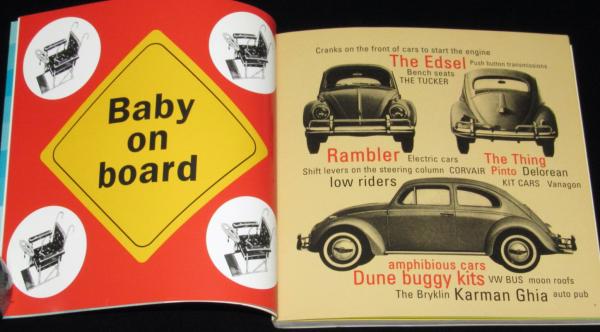 Baby
on
board
Cranks on the front of cars to start the engine
The Edsel Push button transmissions
Bench seats
THE TUCKER
Rambler Electric cars The Thing
Shift levers on the steering column CORVAIR Pinto Delorean
low riders KIT CARS Vanagon
amphibious cars
Dune buggy kits VW BUS moon roofs
The Bryklin Karman Ghia auto pub